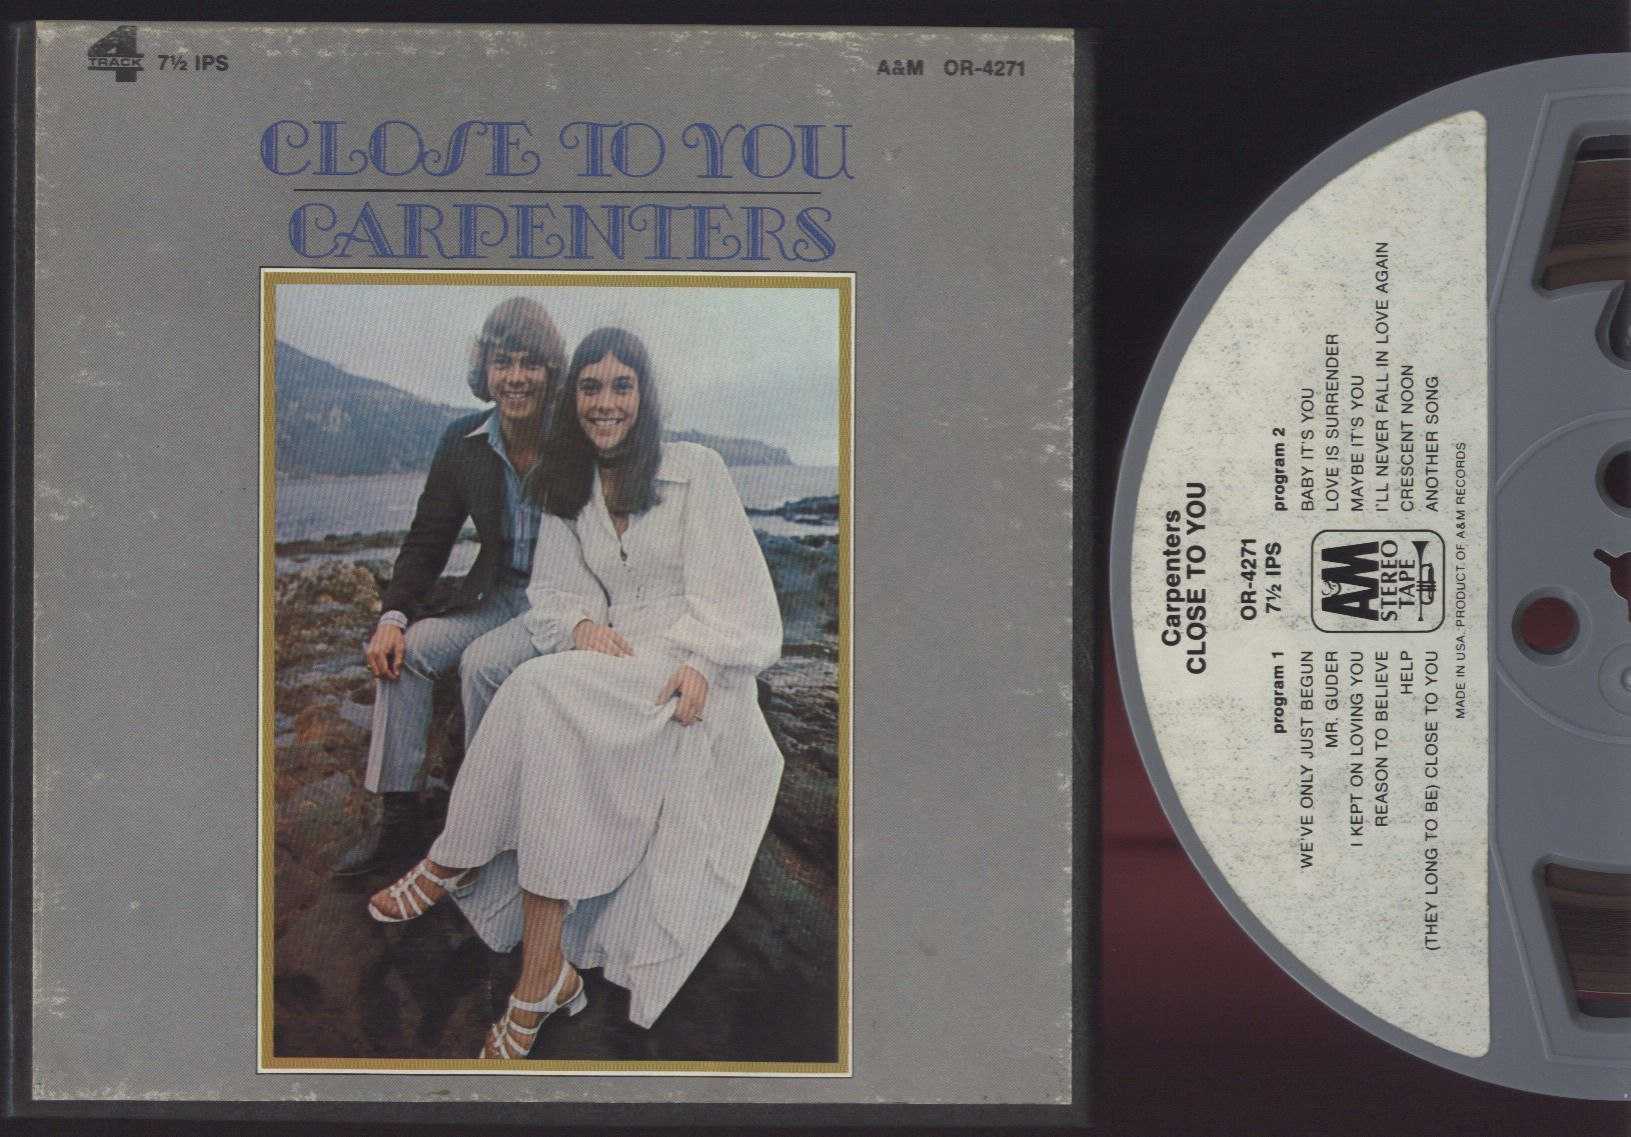 4
TRACK
7½ IPS
A&M OR-4271
CLOSE TO YOU
CARPENTERS
Carpenters
CLOSE TO YOU
OR-4271
7½ IPS
program 1
WE'VE ONLY JUST BEGUN
MR. GUDER
I KEPT ON LOVING YOU
REASON TO BELIEVE
HELP
(THEY LONG TO BE) CLOSE TO YOU
AM
STEREO
TAPE
program 2
BABY IT'S YOU
LOVE IS SURRENDER
MAYBE IT'S YOU
I'LL NEVER FALL IN LOVE AGAIN
CRESCENT NOON
ANOTHER SONG
MADE IN USA. PRODUCT OF A&M RECORDS